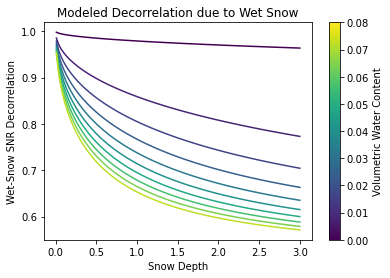 Modeled Decorrelation due to Wet Snow
Wet-Snow SNR Decorrelation
1.0
0.9
0.8
0.7
0.6
0.0 0.5 1.0 1.5 2.0 2.5 3.0
Snow Depth
0.08
0.07
0.06
0.05
0.04
0.03
0.02
0.01
0.00
Volumetric Water Content